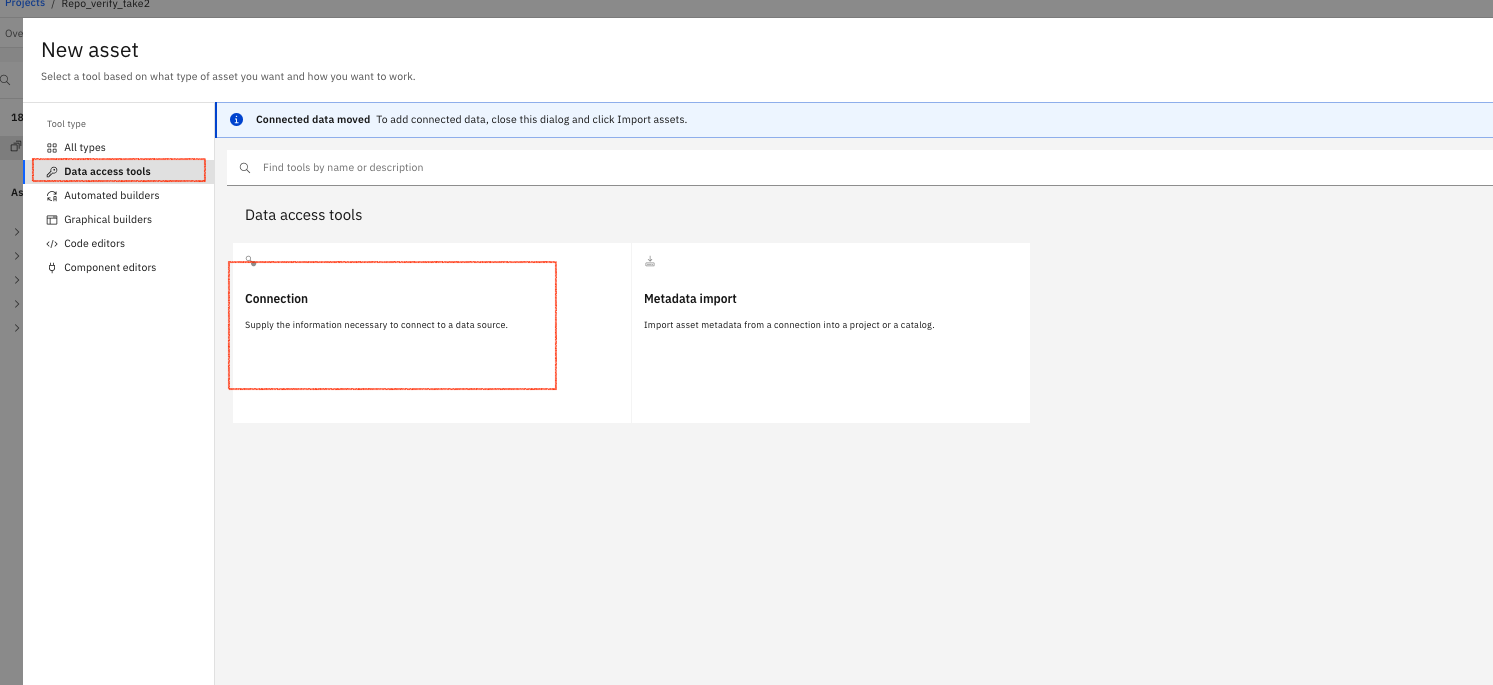 Projects / Repo_verify_take2
Ove
New asset
Select a tool based on what type of asset you want and how you want to work.
18
As
Tool type
All types
Data access tools
Automated builders
Graphical builders
Code editors
Component editors
Connected data moved To add connected data, close this dialog and click Import assets.
Find tools by name or description
Data access tools
Connection
Supply the information necessary to connect to a data source.
Metadata import
Import asset metadata from a connection into a project or a catalog.